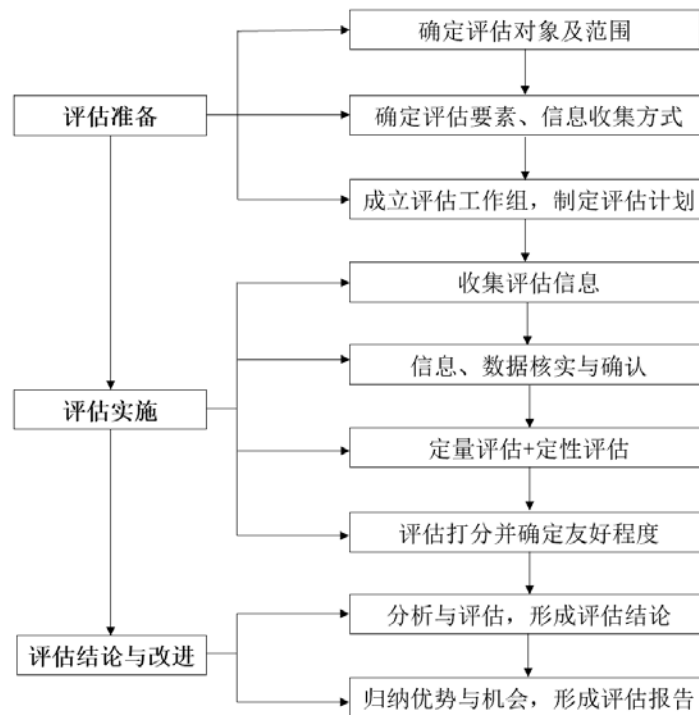 确定评估对象及范围
评估准备
确定评估要素、信息收集方式
成立评估工作组，制定评估计划
收集评估信息
信息、数据核实与确认
评估实施
定量评估+定性评估
评估打分并确定友好程度
分析与评估，形成评估结论
评估结论与改进
归纳优势与机会，形成评估报告